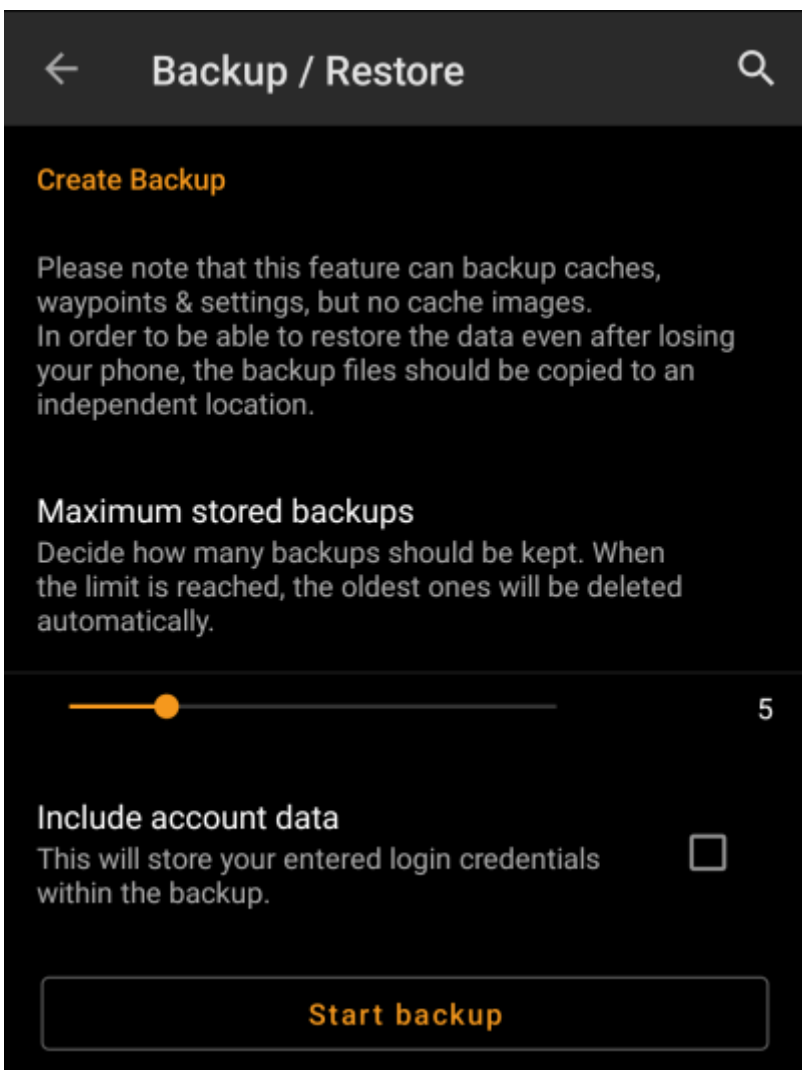 Backup / Restore
Create Backup
Please note that this feature can backup caches,
waypoints & settings, but no cache images.
In order to be able to restore the data even after losing
your phone, the backup files should be copied to an
independent location.
Maximum stored backups
Decide how many backups should be kept. When
the limit is reached, the oldest ones will be deleted
automatically.
5
Include account data
This will store your entered login credentials
within the backup.
Start backup